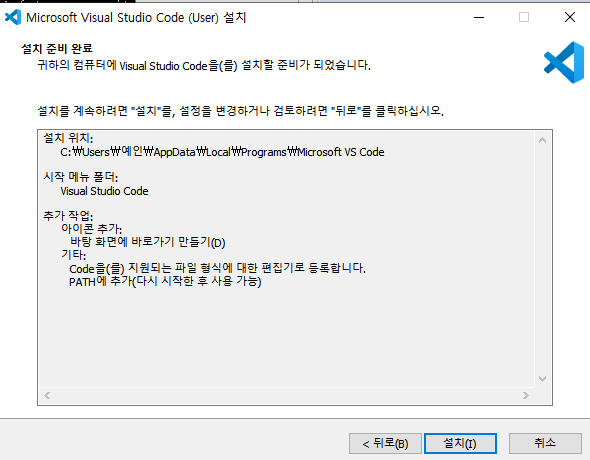 Microsoft Visual Studio Code (User) 설치
설치 준비 완료
귀하의 컴퓨터에 Visual Studio Code을(를) 설치할 준비가 되었습니다.
설치를 계속하려면 "설치"를, 설정을 변경하거나 검토하려면 "뒤로"를 클릭하십시오.
설치 위치:
C:₩Users₩예인₩AppData₩Local₩Programs₩Microsoft VS Code
시작 메뉴 폴더:
Visual Studio Code
추가 작업:
아이콘 추가:
바탕 화면에 바로가기 만들기(D)
기타:
Code을(를) 지원되는 파일 형식에 대한 편집기로 등록합니다.
PATH에 추가(다시 시작한 후 사용 가능)
< 뒤로(B) 설치(I) 취소